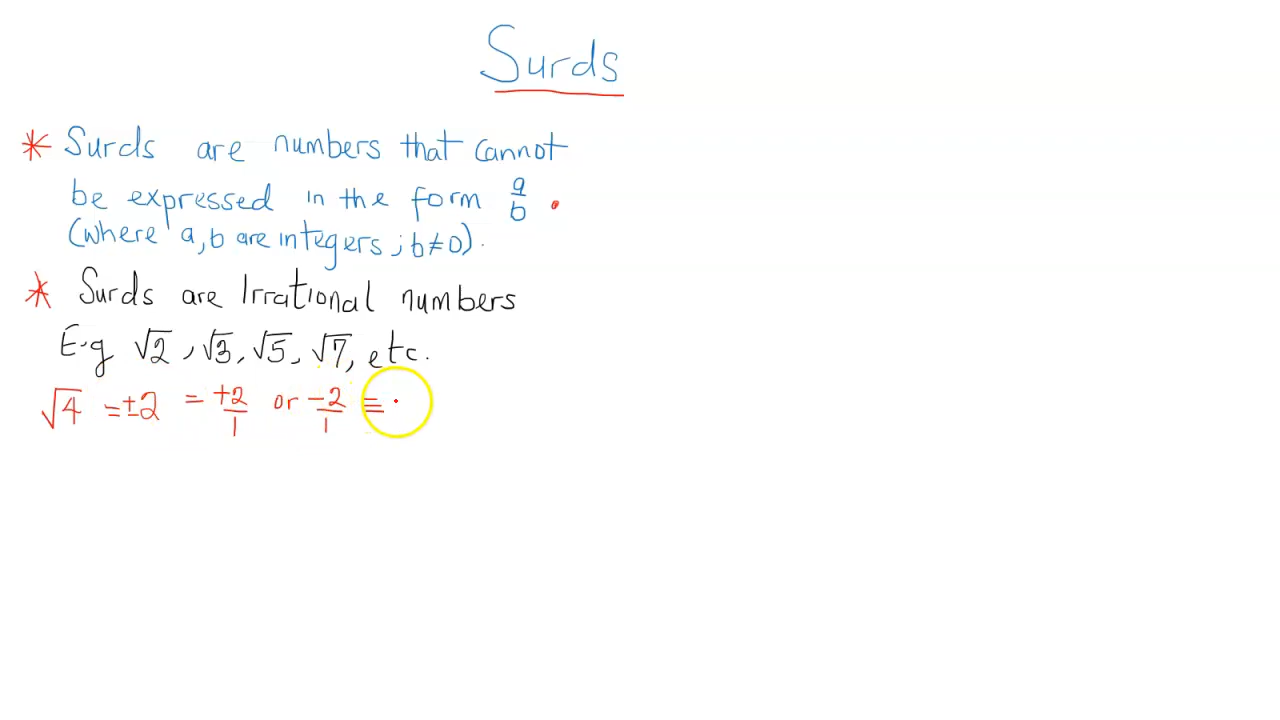 Surds
* Surds are numbers that cannot
be expressed in the form a/b .
(where a, b are integers ; b≠0).
* Surds are Irrational numbers
E.g √2 , √3, √5, √7, etc.
√4 = ±2 = +2/1 or -2/1 ≡ .